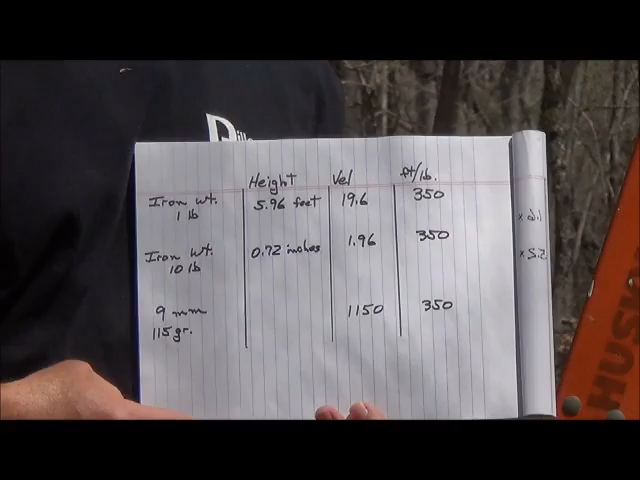 Height Vel ft/lb.
Iron wt. 5.96 feet 19.6 350
1 lb
Iron wt. 0.72 inches 1.96 350
10 lb
9 mm 1150 350
115 gr.
HUS